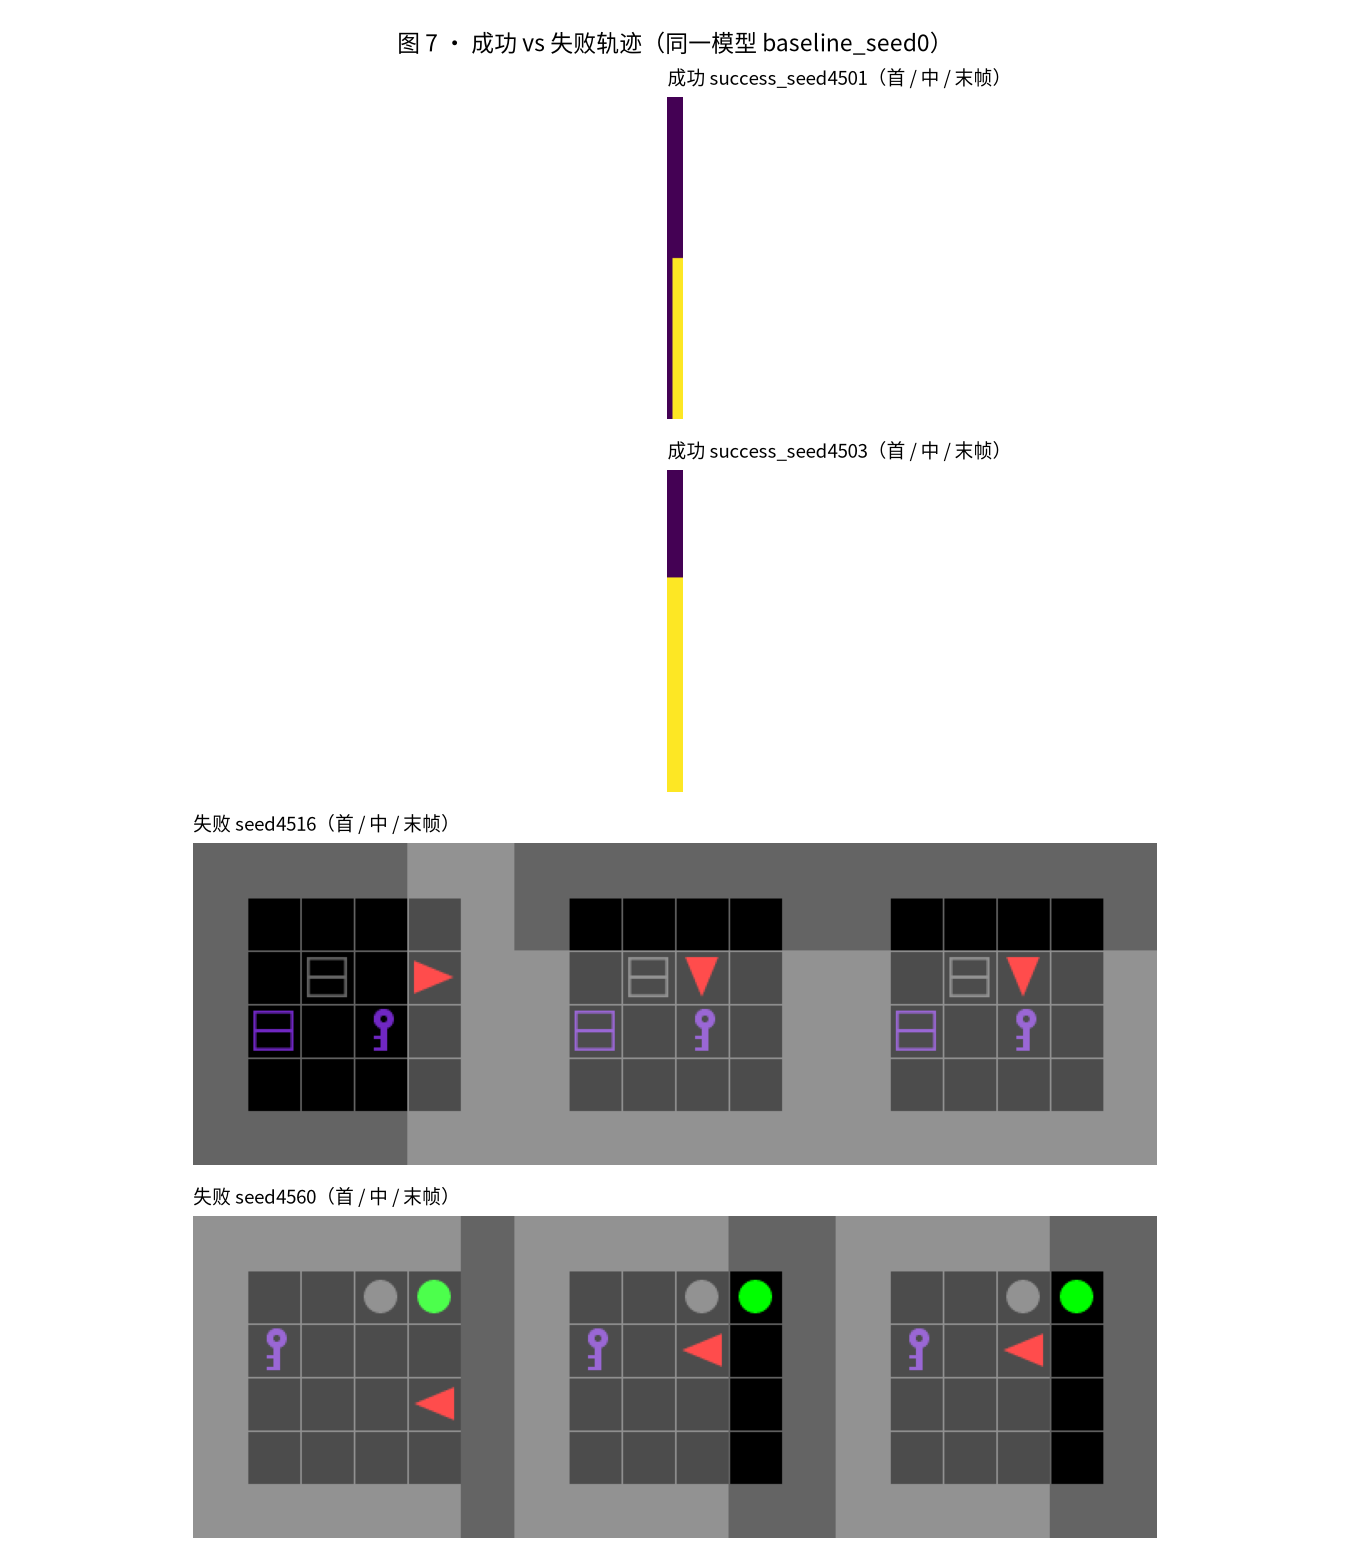 图 7 · 成功 vs 失败轨迹（同一模型 baseline_seed0）
成功 success_seed4501（首 / 中 / 末帧）
成功 success_seed4503（首 / 中 / 末帧）
失败 seed4516（首 / 中 / 末帧）
失败 seed4560（首 / 中 / 末帧）